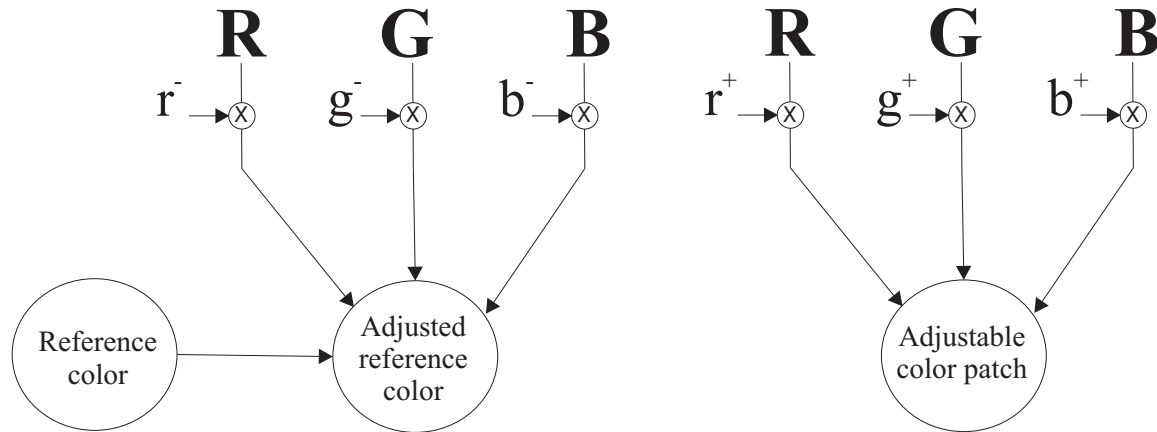 R G B R G B
r⁻ X g⁻ X b⁻ X r⁺ X g⁺ X b⁺ X
Reference
color
Adjusted
reference
color
Adjustable
color patch